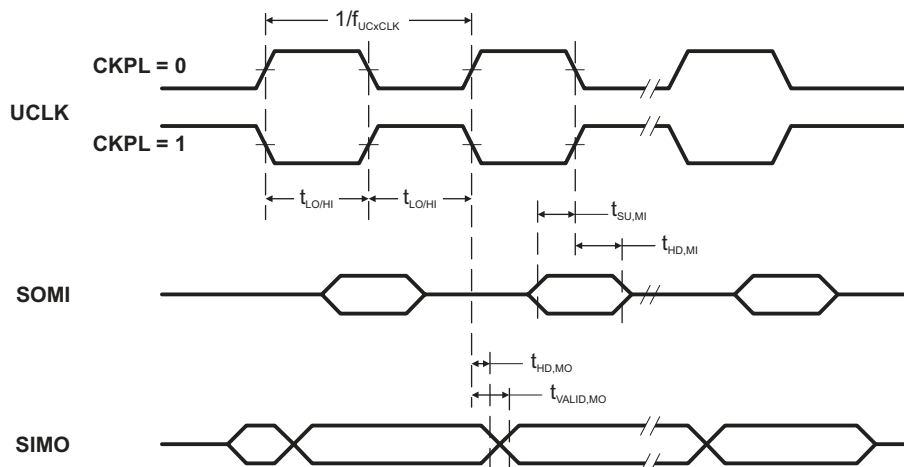 1/fUCxCLK
CKPL = 0
UCLK
CKPL = 1
tLO/HI
tLO/HI
tSU,MI
tHD,MI
SOMI
tHD,MO
tVALID,MO
SIMO